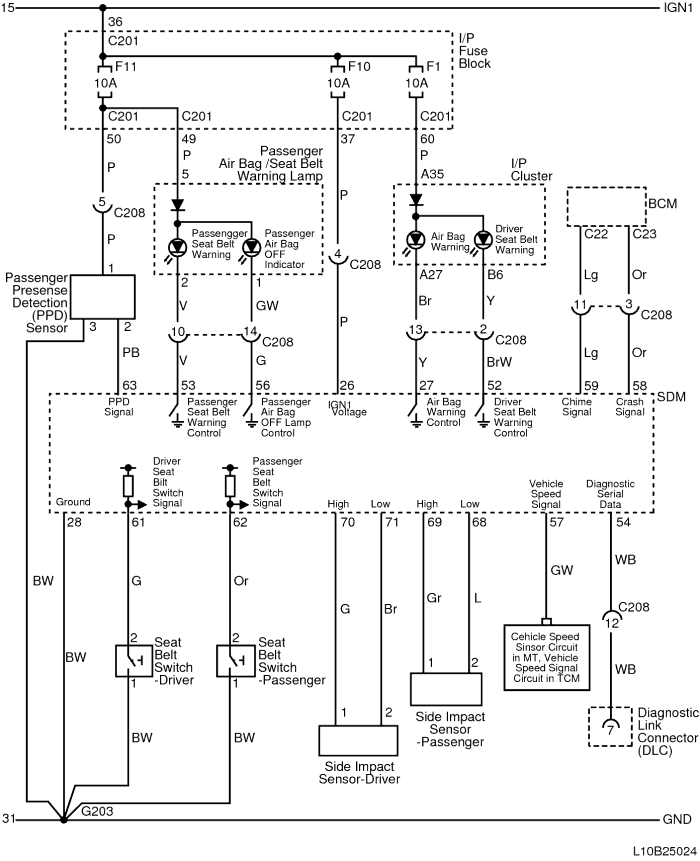 15
IGN1
36
C201
I/P
Fuse
Block
F11
10A
F10
10A
F1
10A
C201
C201
C201
C201
50
49
37
60
P
P
P
P
5
Passenger
Air Bag /Seat Belt
Warning Lamp
A35
I/P
Cluster
5
C208
P
Passengger
Seat Belt
Warning
Passenger
Air Bag
OFF
Indicator
4
C208
Air Bag
Warning
Driver
Seat Belt
Warning
BCM
C22
C23
1
Passenger
Presense
Detection
(PPD)
Sensor
3
2
2
1
A27
B6
Lg
Or
V
GW
Br
Y
11
3
C208
10
14
C208
P
13
2
C208
PB
V
G
Y
BrW
Lg
Or
63
53
56
26
27
52
59
58
SDM
PPD
Signal
Passenger
Seat Belt
Warning
Control
Passenger
Air Bag
OFF Lamp
Control
IGN1
Voltage
Air Bag
Warning
Control
Driver
Seat Belt
Warning
Control
Chime
Signal
Crash
Signal
Driver
Seat
Bilt
Switch
Signal
Passenger
Seat
Belt
Switch
Signal
Ground
High
Low
High
Low
Vehicle
Speed
Signal
Diagnostic
Serial
Data
28
61
62
70
71
69
68
57
54
BW
BW
G
Or
G
Br
Gr
L
GW
WB
C208
12
WB
2
Seat
Belt
Switch
-Driver
1
2
Seat
Belt
Switch
-Passenger
1
1
2
Side Impact
Sensor
-Passenger
Cehicle Speed
Sinsor Circuit
in MT, Vehicle
Speed Signal
Circuit in TCM
BW
BW
1
2
Side Impact
Sensor-Driver
7
Diagnostic
Link
Connector
(DLC)
31
G203
GND
L10B25024